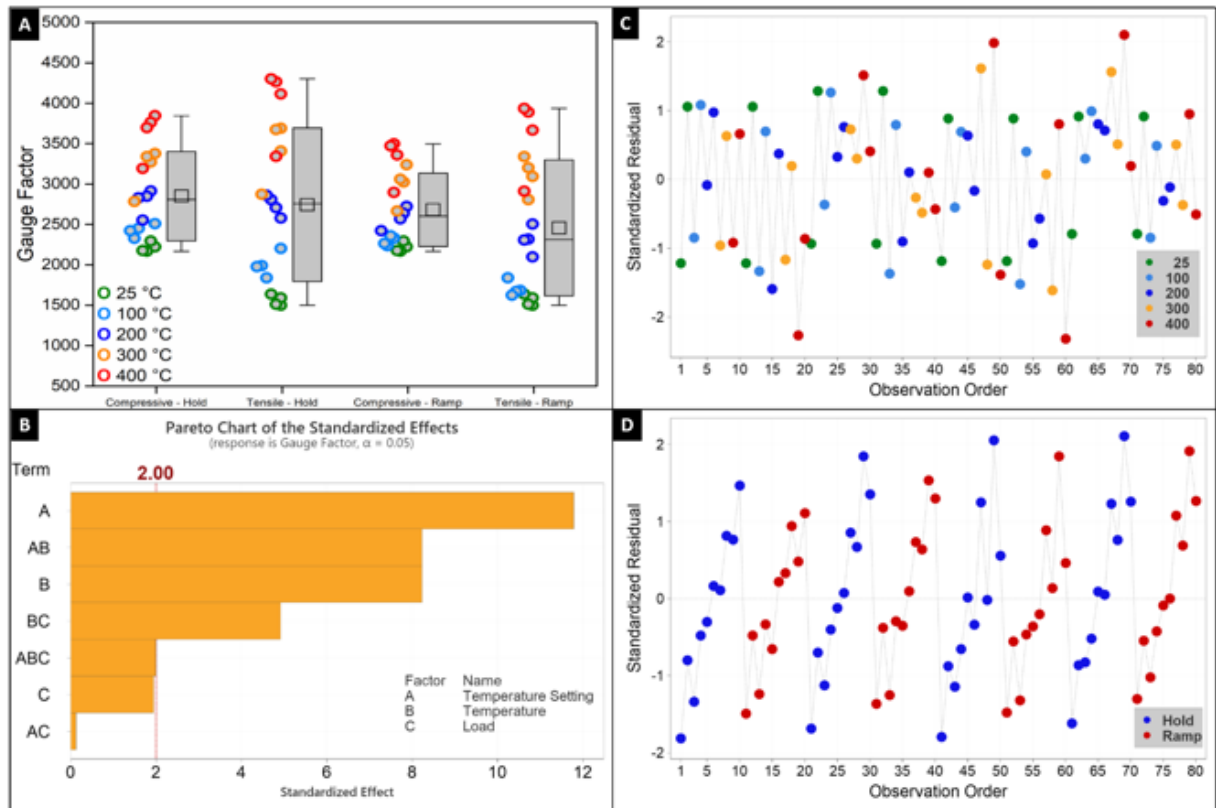 A
Gauge Factor
5000
4500
4000
3500
3000
2500
2000
1500
1000
500
25 °C
100 °C
200 °C
300 °C
400 °C
Compressive - Hold Tensile - Hold Compressive - Ramp Tensile - Ramp
C
Standardized Residual
2
1
0
-1
-2
25
100
200
300
400
1 5 10 15 20 25 30 35 40 45 50 55 60 65 70 75 80
Observation Order
B
Pareto Chart of the Standardized Effects
(response is Gauge Factor, α = 0.05)
Term
2.00
A
AB
B
BC
ABC
C
AC
Factor Name
A Temperature Setting
B Temperature
C Load
0 2 4 6 8 10 12
Standardized Effect
D
Standardized Residual
2
1
0
-1
-2
Hold
Ramp
1 5 10 15 20 25 30 35 40 45 50 55 60 65 70 75 80
Observation Order